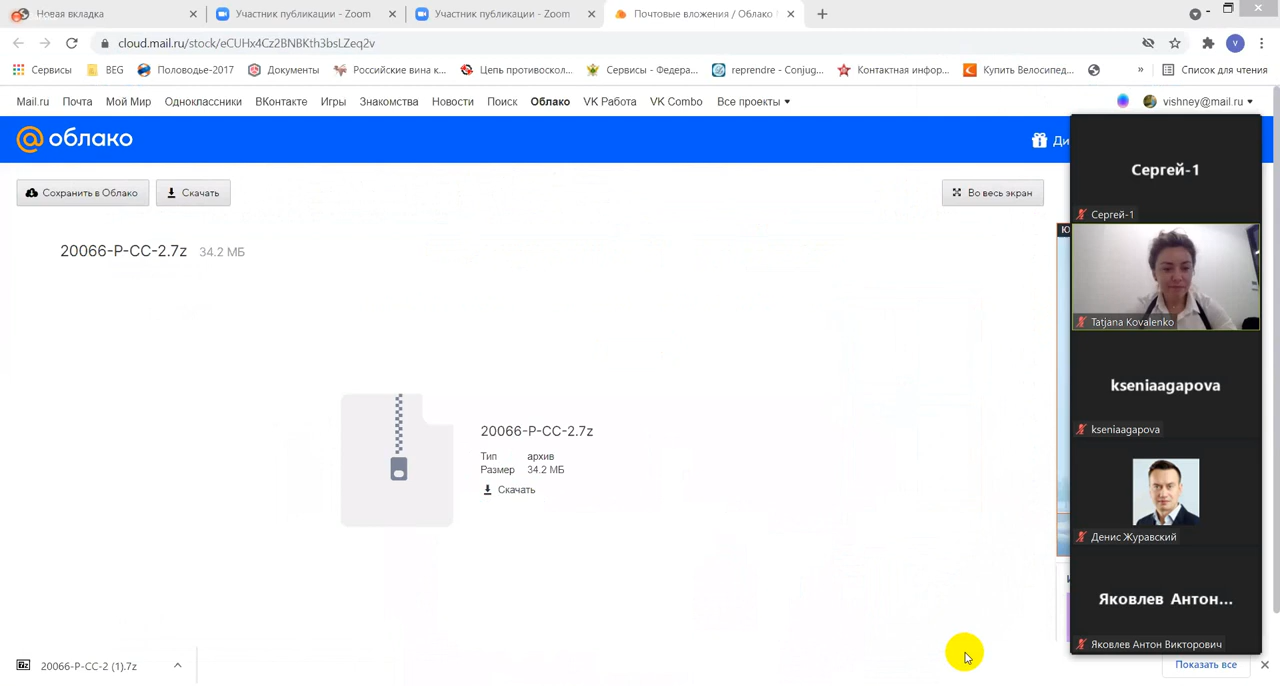 Новая вкладка
Участник публикации - Zoom
Участник публикации - Zoom
Почтовые вложения / Облако
cloud.mail.ru/stock/eCUHx4Cz2BNBKth3bsLZeq2v
V
Сервисы
BEG
Половодье-2017
Документы
Российские вина к...
Цепь противоскол...
Сервисы - Федера...
reprendre - Conjug...
Контактная инфор...
Купить Велосипед...
»
Список для чтения
Mail.ru
Почта
Мой Мир
Одноклассники
ВКонтакте
Игры
Знакомства
Новости
Поиск
Облако
VK Работа
VK Combo
Все проекты
vishney@mail.ru
облако
Ди
Сохранить в Облако
Скачать
Во весь экран
20066-Р-СС-2.7z 34.2 МБ
20066-Р-СС-2.7z
Тип архив
Размер 34.2 МБ
Скачать
Ю
Сергей-1
Сергей-1
Tatjana Kovalenko
kseniaagapova
kseniaagapova
Денис Журавский
Яковлев Антон...
Яковлев Антон Викторович
20066-Р-СС-2 (1).7z
Показать все